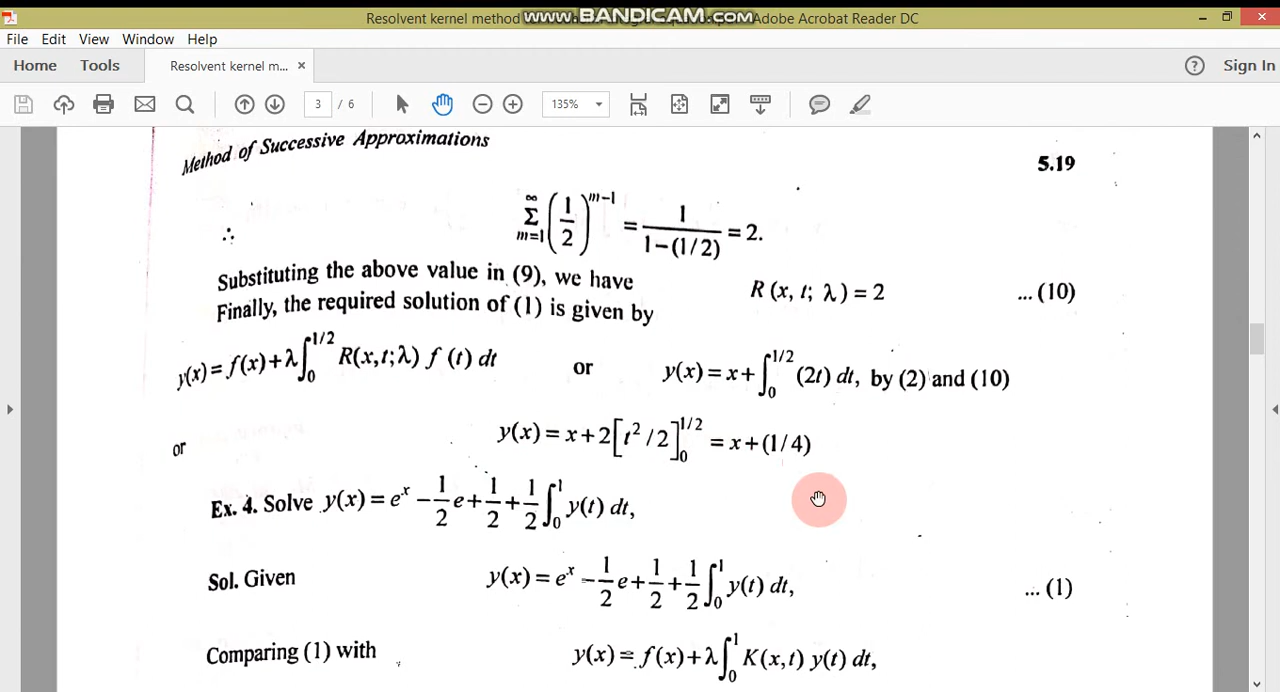 Resolvent kernel method www.BANDICAM.com Adobe Acrobat Reader DC
File Edit View Window Help
Home Tools Resolvent kernel m... × Sign In
3 / 6 135%
Method of Successive Approximations 5.19
∴ ∞ Σ m=1 (1/2)^{m−1} = 1/(1−(1/2)) = 2.
Substituting the above value in (9), we have R (x, t; λ) = 2 ... (10)
Finally, the required solution of (1) is given by
y(x) = f(x) + λ∫_0^{1/2} R(x,t;λ) f (t) dt or y(x) = x + ∫_0^{1/2} (2t) dt, by (2) and (10)
or y(x) = x + 2[t²/2]_0^{1/2} = x + (1/4)
Ex. 4. Solve y(x) = e^x − 1/2 e + 1/2 + 1/2 ∫_0^1 y(t) dt,
Sol. Given y(x) = e^x − 1/2 e + 1/2 + 1/2 ∫_0^1 y(t) dt, ... (1)
Comparing (1) with y(x) = f(x) + λ∫_0^1 K(x,t) y(t) dt,